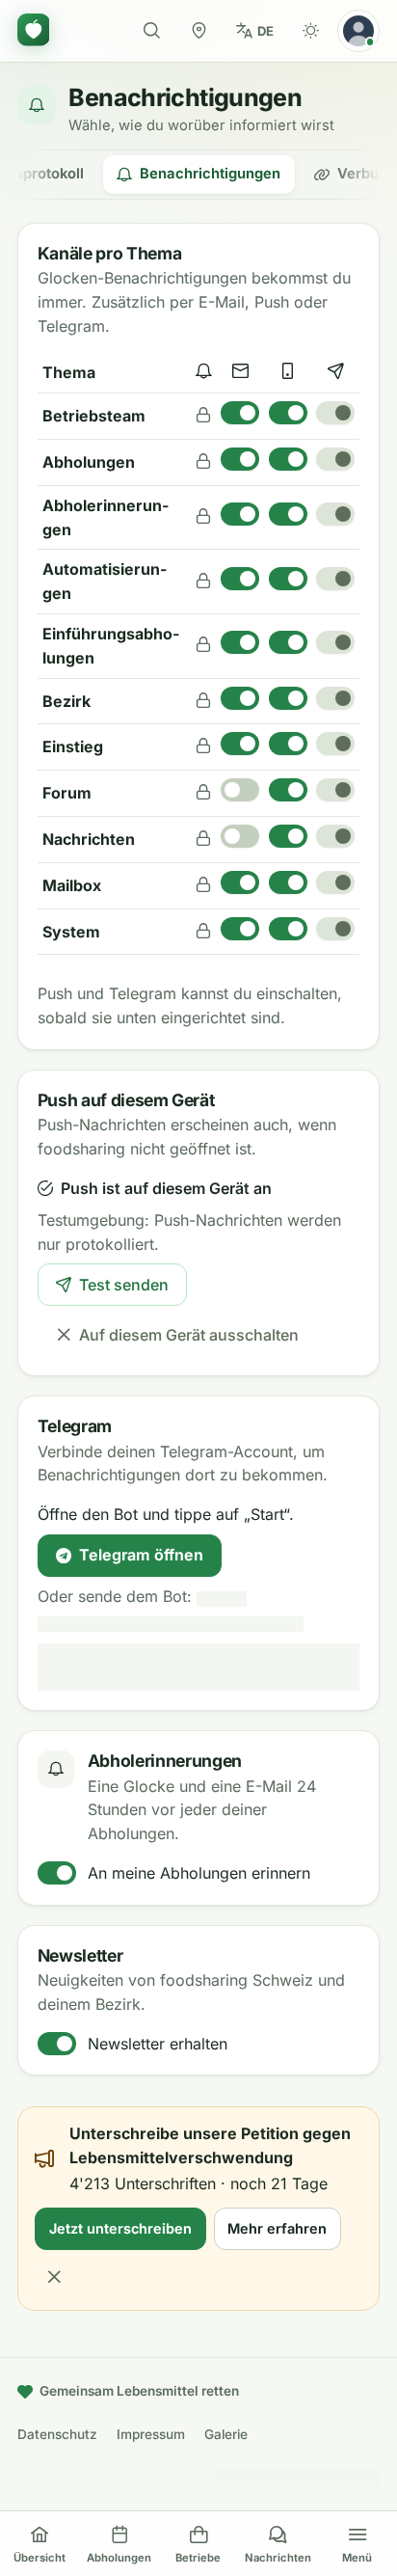 DE
Benachrichtigungen
Wähle, wie du worüber informiert wirst
protokoll
Benachrichtigungen
Verbu
Kanäle pro Thema
Glocken-Benachrichtigungen bekommst du
immer. Zusätzlich per E-Mail, Push oder
Telegram.
Thema
Betriebsteam
Abholungen
Abholerinnerun-
gen
Automatisierun-
gen
Einführungsabho-
lungen
Bezirk
Einstieg
Forum
Nachrichten
Mailbox
System
Push und Telegram kannst du einschalten,
sobald sie unten eingerichtet sind.
Push auf diesem Gerät
Push-Nachrichten erscheinen auch, wenn
foodsharing nicht geöffnet ist.
Push ist auf diesem Gerät an
Testumgebung: Push-Nachrichten werden
nur protokolliert.
Test senden
Auf diesem Gerät ausschalten
Telegram
Verbinde deinen Telegram-Account, um
Benachrichtigungen dort zu bekommen.
Öffne den Bot und tippe auf „Start“.
Telegram öffnen
Oder sende dem Bot:
Abholerinnerungen
Eine Glocke und eine E-Mail 24
Stunden vor jeder deiner
Abholungen.
An meine Abholungen erinnern
Newsletter
Neuigkeiten von foodsharing Schweiz und
deinem Bezirk.
Newsletter erhalten
Unterschreibe unsere Petition gegen
Lebensmittelverschwendung
4'213 Unterschriften · noch 21 Tage
Jetzt unterschreiben
Mehr erfahren
Gemeinsam Lebensmittel retten
Datenschutz Impressum Galerie
Übersicht Abholungen Betriebe Nachrichten Menü